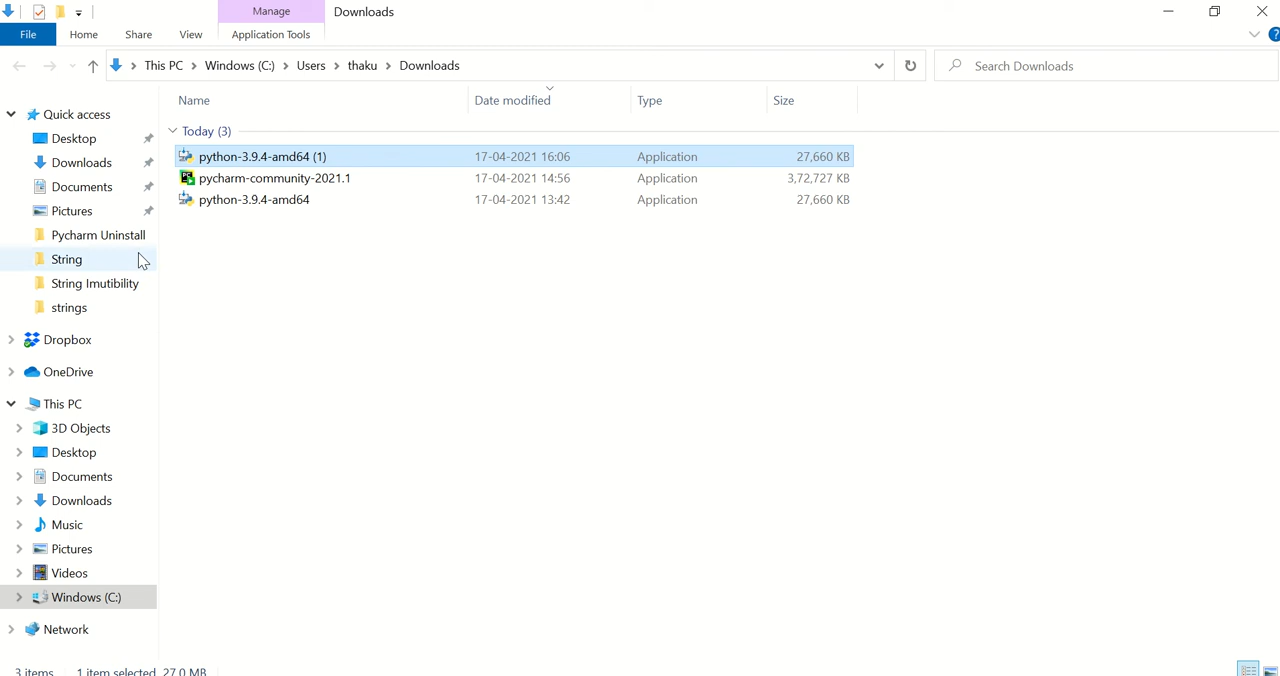 Manage
Downloads
File
Home
Share
View
Application Tools
?
This PC
Windows (C:)
Users
thaku
Downloads
Search Downloads
Name
Date modified
Type
Size
Quick access
Desktop
Downloads
Documents
Pictures
Pycharm Uninstall
String
String Imutibility
strings
Dropbox
OneDrive
This PC
3D Objects
Desktop
Documents
Downloads
Music
Pictures
Videos
Windows (C:)
Network
Today (3)
python-3.9.4-amd64 (1) 17-04-2021 16:06 Application 27,660 KB
pycharm-community-2021.1 17-04-2021 14:56 Application 3,72,727 KB
python-3.9.4-amd64 17-04-2021 13:42 Application 27,660 KB
3 items 1 item selected 27.0 MB